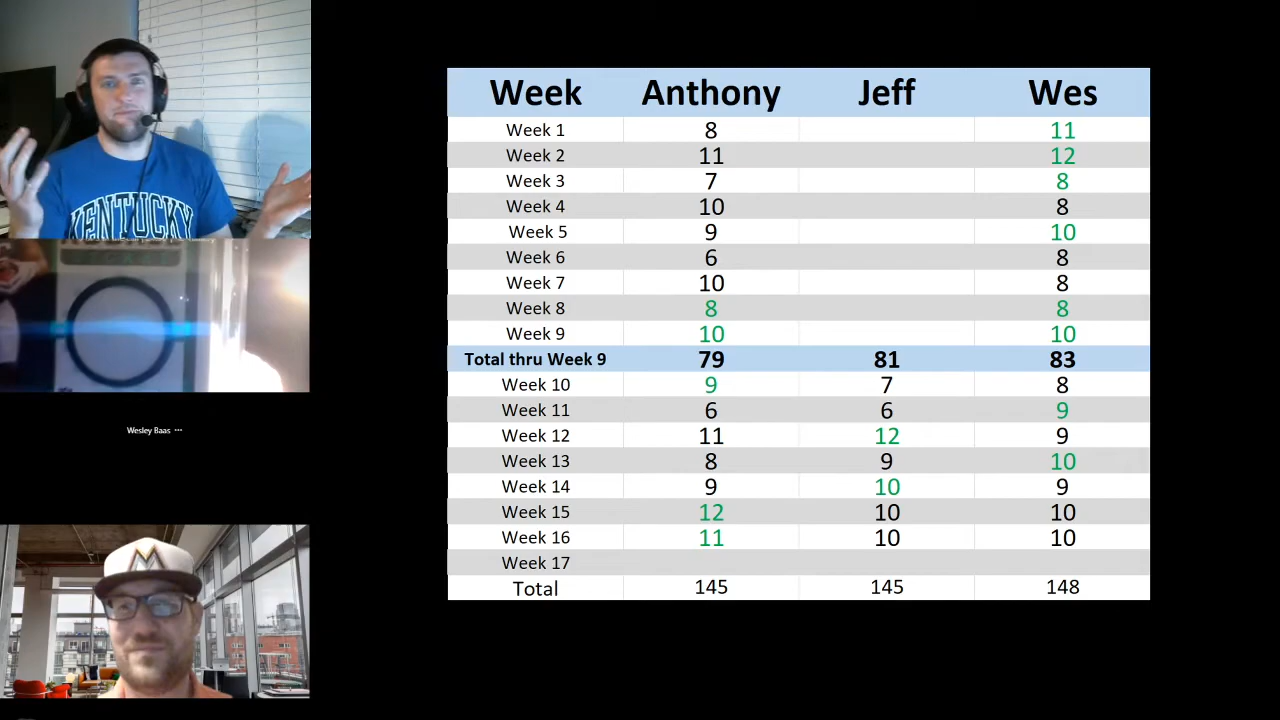 KENTUCKY
TICKET
Wesley Baas ···
M
Week Anthony Jeff Wes
Week 1 8 11
Week 2 11 12
Week 3 7 8
Week 4 10 8
Week 5 9 10
Week 6 6 8
Week 7 10 8
Week 8 8 8
Week 9 10 10
Total thru Week 9 79 81 83
Week 10 9 7 8
Week 11 6 6 9
Week 12 11 12 9
Week 13 8 9 10
Week 14 9 10 9
Week 15 12 10 10
Week 16 11 10 10
Week 17
Total 145 145 148